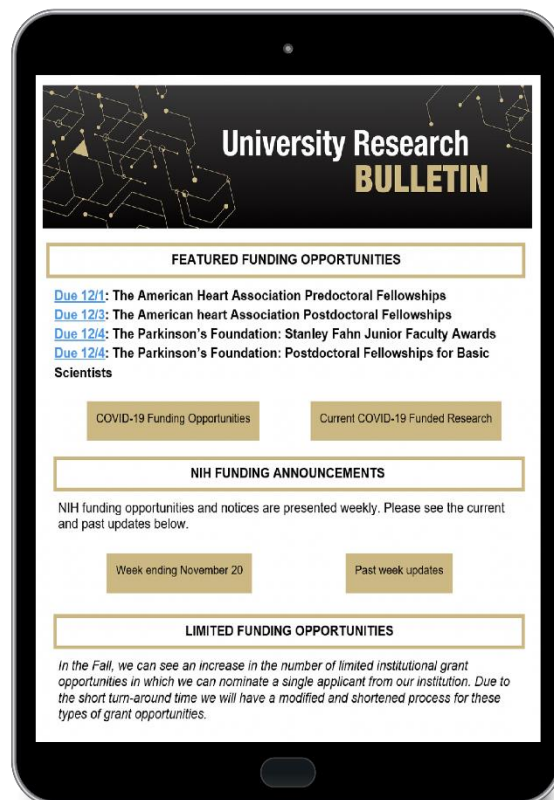 University Research
BULLETIN
FEATURED FUNDING OPPORTUNITIES
Due 12/1: The American Heart Association Predoctoral Fellowships
Due 12/3: The American heart Association Postdoctoral Fellowships
Due 12/4: The Parkinson’s Foundation: Stanley Fahn Junior Faculty Awards
Due 12/4: The Parkinson’s Foundation: Postdoctoral Fellowships for Basic
Scientists
COVID-19 Funding Opportunities
Current COVID-19 Funded Research
NIH FUNDING ANNOUNCEMENTS
NIH funding opportunities and notices are presented weekly. Please see the current
and past updates below.
Week ending November 20
Past week updates
LIMITED FUNDING OPPORTUNITIES
In the Fall, we can see an increase in the number of limited institutional grant
opportunities in which we can nominate a single applicant from our institution. Due to
the short turn-around time we will have a modified and shortened process for these
types of grant opportunities.